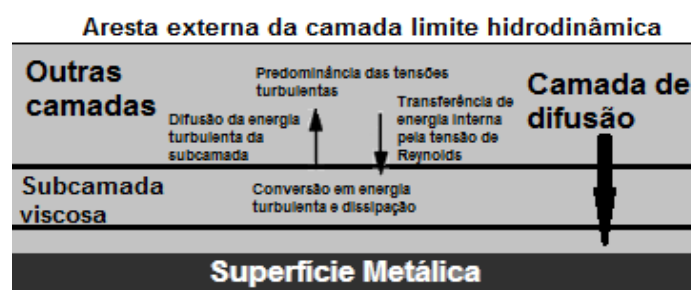 Aresta externa da camada limite hidrodinâmica
Outras
camadas
Predominância das tensões
turbulentas
Difusão da energia
turbulenta da
subcamada
Transferência de
energia interna
pela tensão de
Reynolds
Camada de
difusão
Subcamada
viscosa
Conversão em energia
turbulenta e dissipação
Superfície Metálica